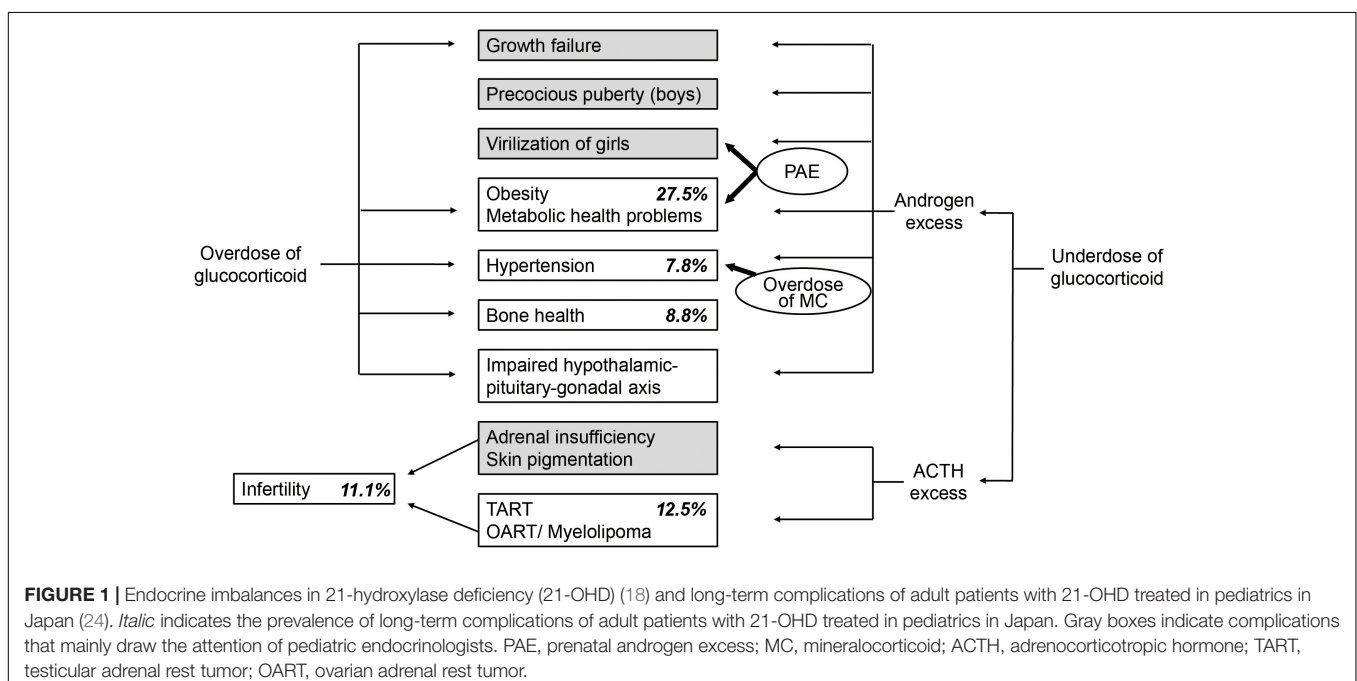 Growth failure
Precocious puberty (boys)
Virilization of girls
PAE
Obesity 27.5%
Metabolic health problems
Androgen
excess
Overdose of
glucocorticoid
Hypertension 7.8%
Overdose
of MC
Underdose of
glucocorticoid
Bone health 8.8%
Impaired hypothalamic-
pituitary-gonadal axis
Adrenal insufficiency
Skin pigmentation
Infertility 11.1%
ACTH
excess
TART 12.5%
OART/ Myelolipoma
FIGURE 1 | Endocrine imbalances in 21-hydroxylase deficiency (21-OHD) (18) and long-term complications of adult patients with 21-OHD treated in pediatrics in
Japan (24). Italic indicates the prevalence of long-term complications of adult patients with 21-OHD treated in pediatrics in Japan. Gray boxes indicate complications
that mainly draw the attention of pediatric endocrinologists. PAE, prenatal androgen excess; MC, mineralocorticoid; ACTH, adrenocorticotropic hormone; TART,
testicular adrenal rest tumor; OART, ovarian adrenal rest tumor.